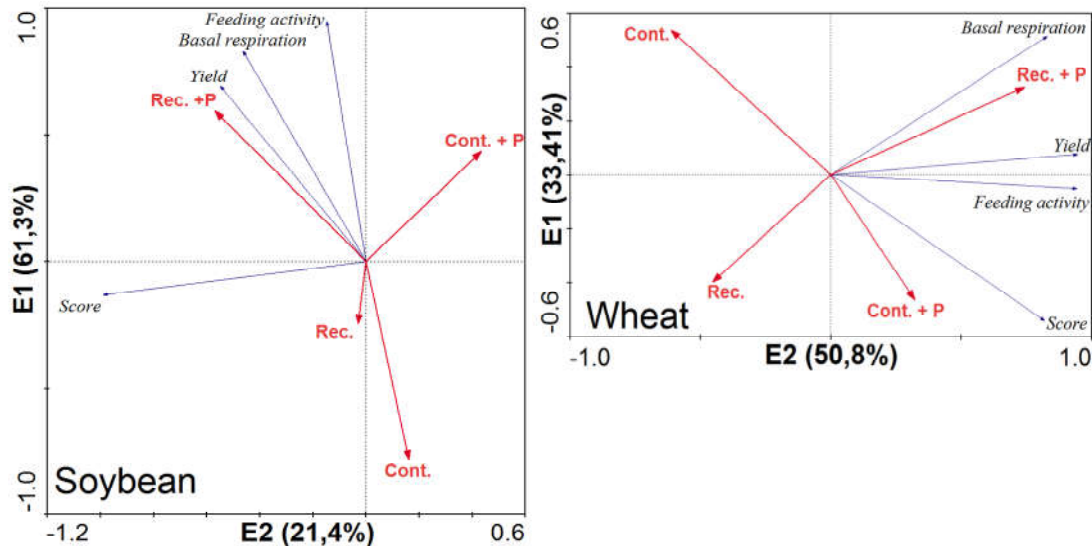 1.0
Feeding activity
Basal respiration
Yield
Rec. +P
Cont. + P
E1 (61,3%)
Score
Rec.
Cont.
Soybean
-1.0
-1.2
E2 (21,4%)
0.6
0.6
Cont.
Basal respiration
Rec. + P
Yield
E1 (33,41%)
Feeding activity
Rec.
Cont. + P
Wheat
Score
-0.6
-1.0
E2 (50,8%)
1.0